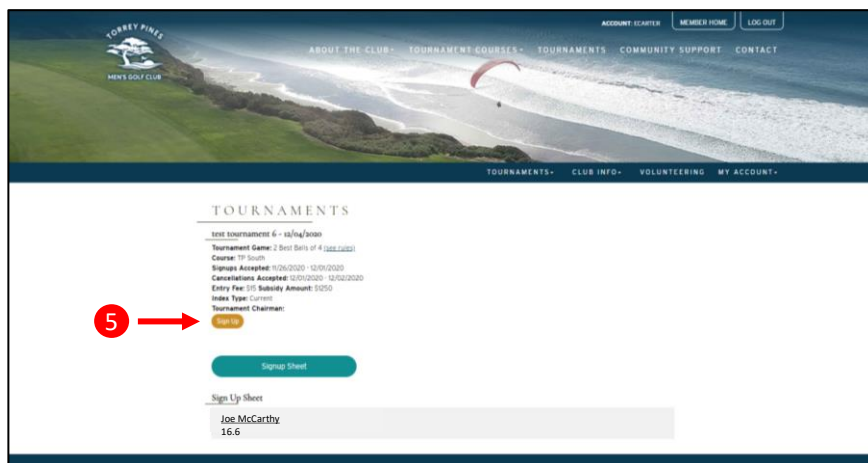 ACCOUNT: ECARTER MEMBER HOME LOG OUT
TORREY PINES
MEN'S GOLF CLUB
ABOUT THE CLUB TOURNAMENT COURSES TOURNAMENTS COMMUNITY SUPPORT CONTACT
TOURNAMENTS CLUB INFO VOLUNTEERING MY ACCOUNT
TOURNAMENTS
test tournament 6 - 12/04/2020
Tournament Game: 2 Best Balls of 4 (see rules)
Course: TP South
Signups Accepted: 11/26/2020 - 12/01/2020
Cancellations Accepted: 12/01/2020 - 12/02/2020
Entry Fee: $15 Subsidy Amount: $1250
Index Type: Current
Tournament Chairman:
5
Sign Up
Signup Sheet
Sign Up Sheet
Joe McCarthy
16.6